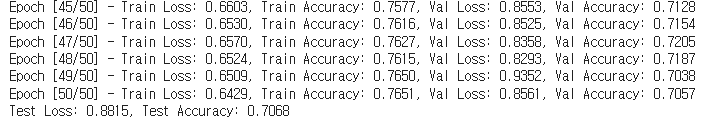 Epoch [45/50] - Train Loss: 0.6603, Train Accuracy: 0.7577, Val Loss: 0.8553, Val Accuracy: 0.7128
Epoch [46/50] - Train Loss: 0.6530, Train Accuracy: 0.7616, Val Loss: 0.8525, Val Accuracy: 0.7154
Epoch [47/50] - Train Loss: 0.6570, Train Accuracy: 0.7627, Val Loss: 0.8358, Val Accuracy: 0.7205
Epoch [48/50] - Train Loss: 0.6524, Train Accuracy: 0.7615, Val Loss: 0.8293, Val Accuracy: 0.7187
Epoch [49/50] - Train Loss: 0.6509, Train Accuracy: 0.7650, Val Loss: 0.9352, Val Accuracy: 0.7038
Epoch [50/50] - Train Loss: 0.6429, Train Accuracy: 0.7651, Val Loss: 0.8561, Val Accuracy: 0.7057
Test Loss: 0.8815, Test Accuracy: 0.7068